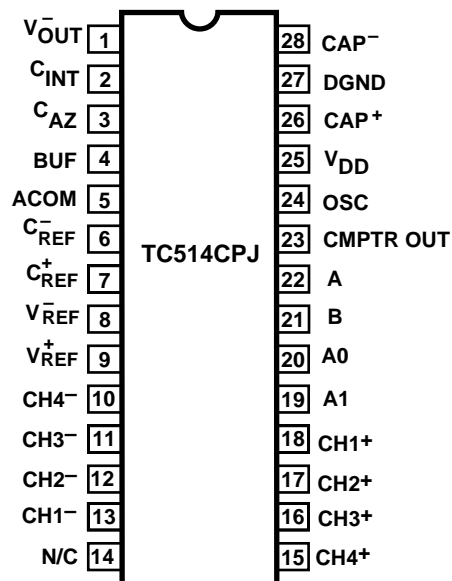 V⁻OUT 1 28 CAP⁻
CINT 2 27 DGND
CAZ 3 26 CAP⁺
BUF 4 25 VDD
ACOM 5 24 OSC
C⁻REF 6 23 CMPTR OUT
TC514CPJ
C⁺REF 7 22 A
V⁻REF 8 21 B
V⁺REF 9 20 A0
CH4⁻ 10 19 A1
CH3⁻ 11 18 CH1+
CH2⁻ 12 17 CH2+
CH1⁻ 13 16 CH3+
N/C 14 15 CH4+